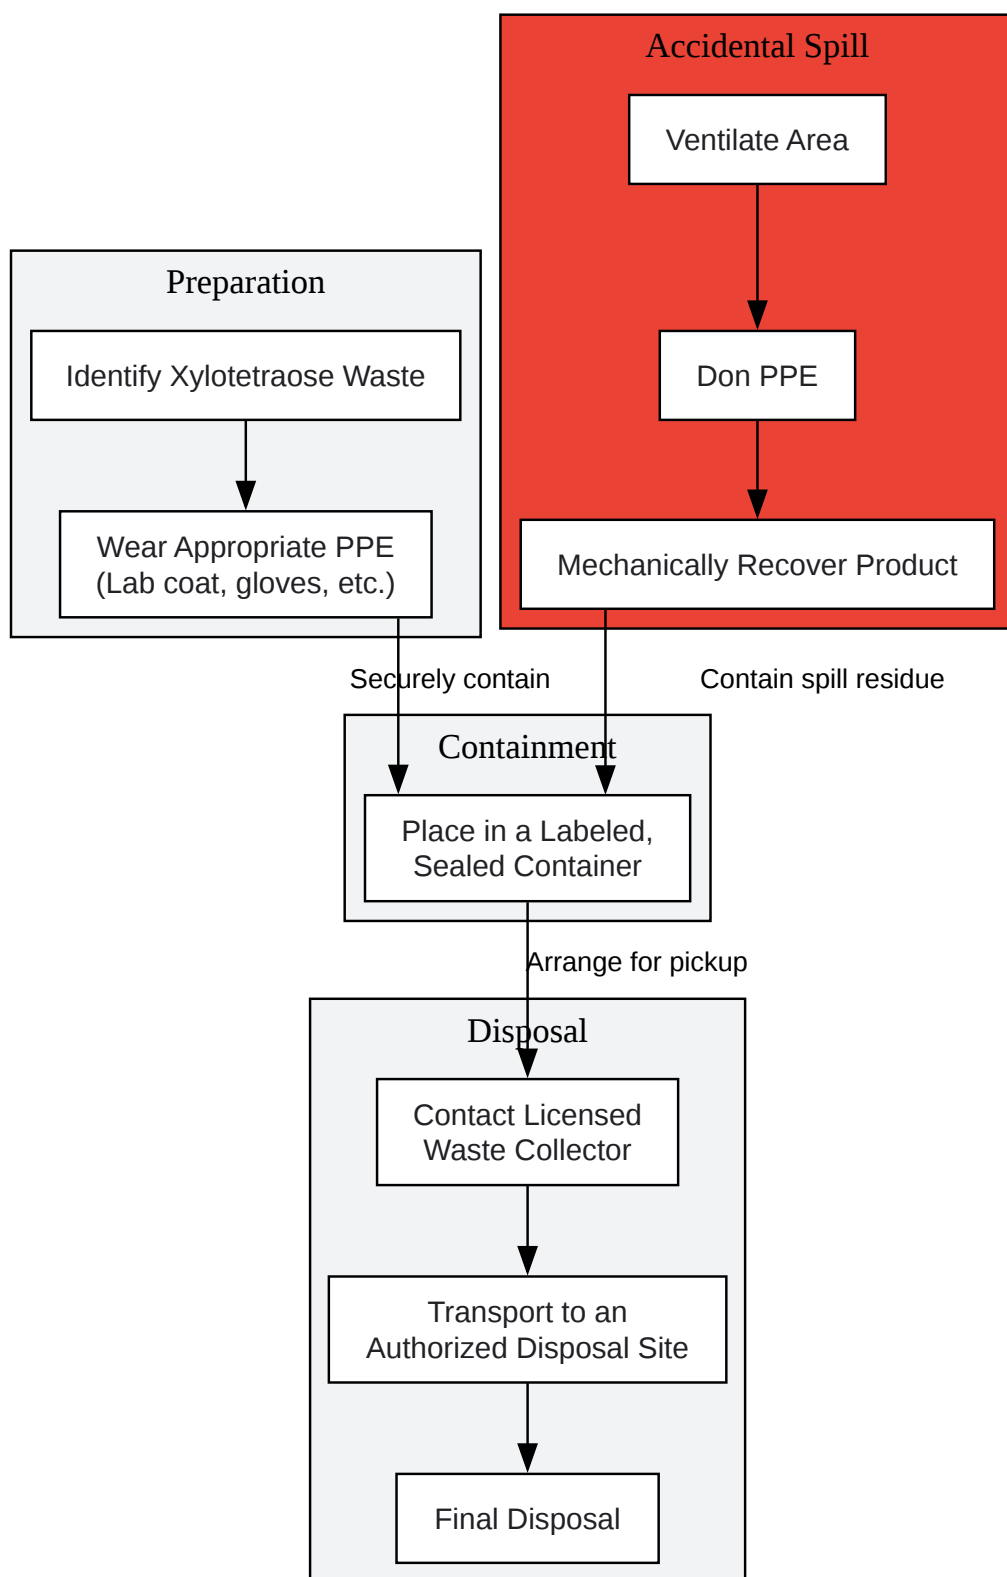 Accidental Spill
Ventilate Area
Preparation
Identify Xylotetraose Waste
Don PPE
Wear Appropriate PPE
(Lab coat, gloves, etc.)
Mechanically Recover Product
Securely contain
Contain spill residue
Containment
Place in a Labeled,
Sealed Container
Arrange for pickup
Disposal
Contact Licensed
Waste Collector
Transport to an
Authorized Disposal Site
Final Disposal